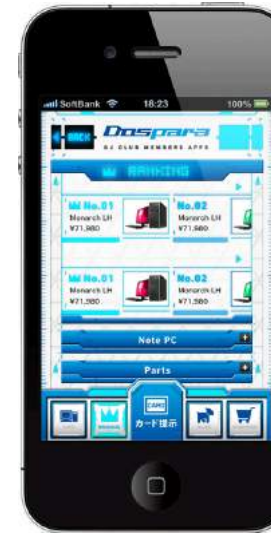 SoftBank 18:23 100%
BACK Dospara
DJ CLUB MEMBERS APPS
RANKING
No.01 No.02
Monarch LH Monarch LH
¥71,980 ¥71,980
No.01 No.02
Monarch LH Monarch LH
¥71,980 ¥71,980
Note PC
Parts
CARD
カード提示